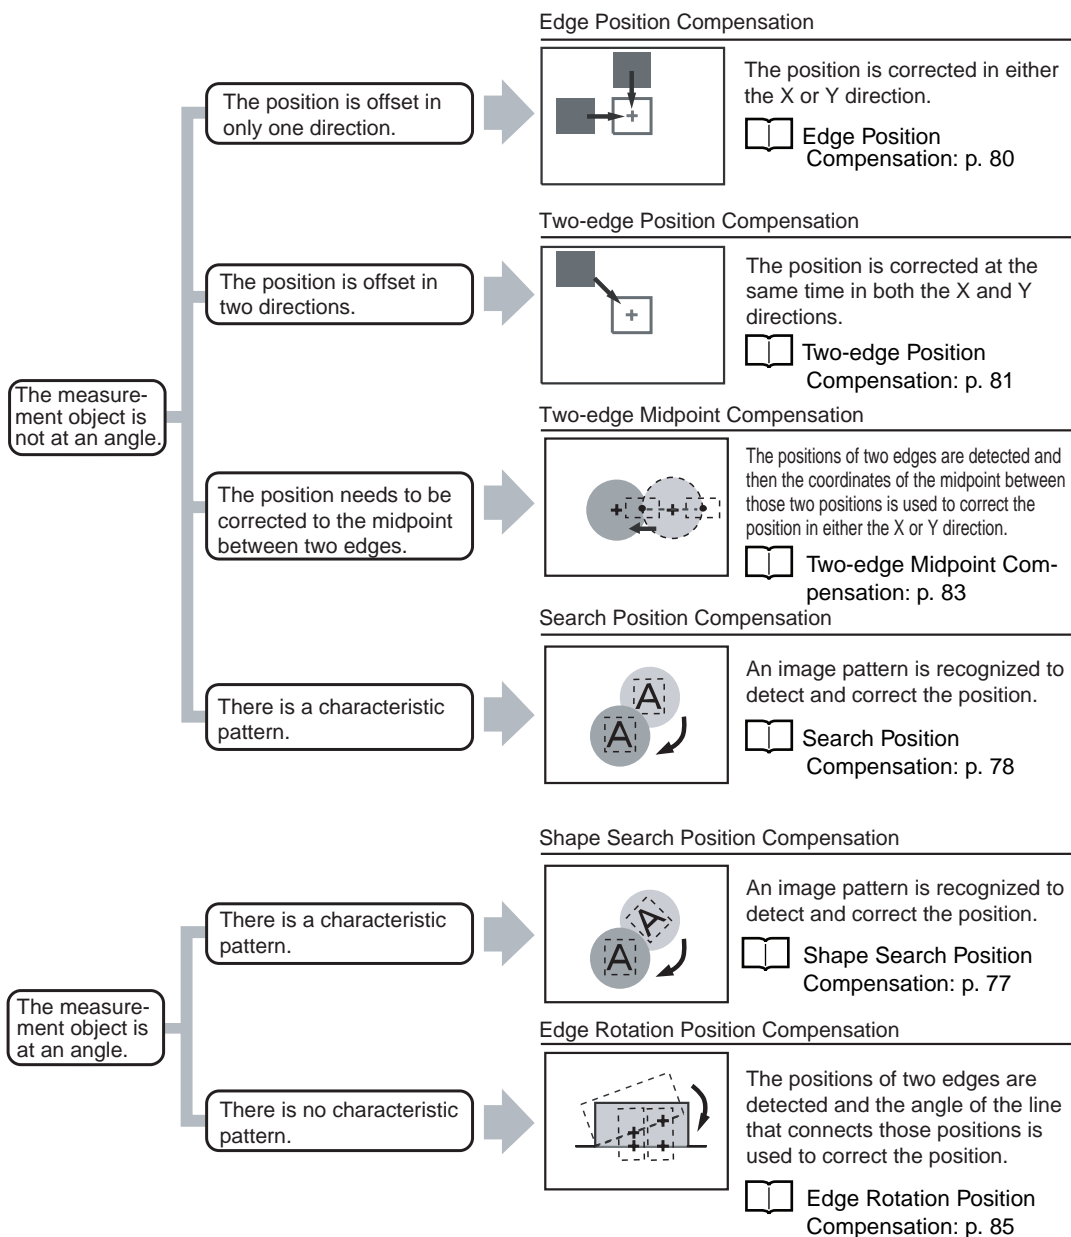 Edge Position Compensation
The position is offset in
only one direction.
The position is corrected in either
the X or Y direction.
Edge Position
Compensation: p. 80
Two-edge Position Compensation
The position is offset in
two directions.
The position is corrected at the
same time in both the X and Y
directions.
Two-edge Position
Compensation: p. 81
The measure-
ment object is
not at an angle.
Two-edge Midpoint Compensation
The position needs to be
corrected to the midpoint
between two edges.
The positions of two edges are detected and
then the coordinates of the midpoint between
those two positions is used to correct the
position in either the X or Y direction.
Two-edge Midpoint Com-
pensation: p. 83
Search Position Compensation
There is a characteristic
pattern.
A
A
An image pattern is recognized to
detect and correct the position.
Search Position
Compensation: p. 78
Shape Search Position Compensation
There is a characteristic
pattern.
A
A
An image pattern is recognized to
detect and correct the position.
Shape Search Position
Compensation: p. 77
The measure-
ment object is
at an angle.
Edge Rotation Position Compensation
There is no characteristic
pattern.
The positions of two edges are
detected and the angle of the line
that connects those positions is
used to correct the position.
Edge Rotation Position
Compensation: p. 85